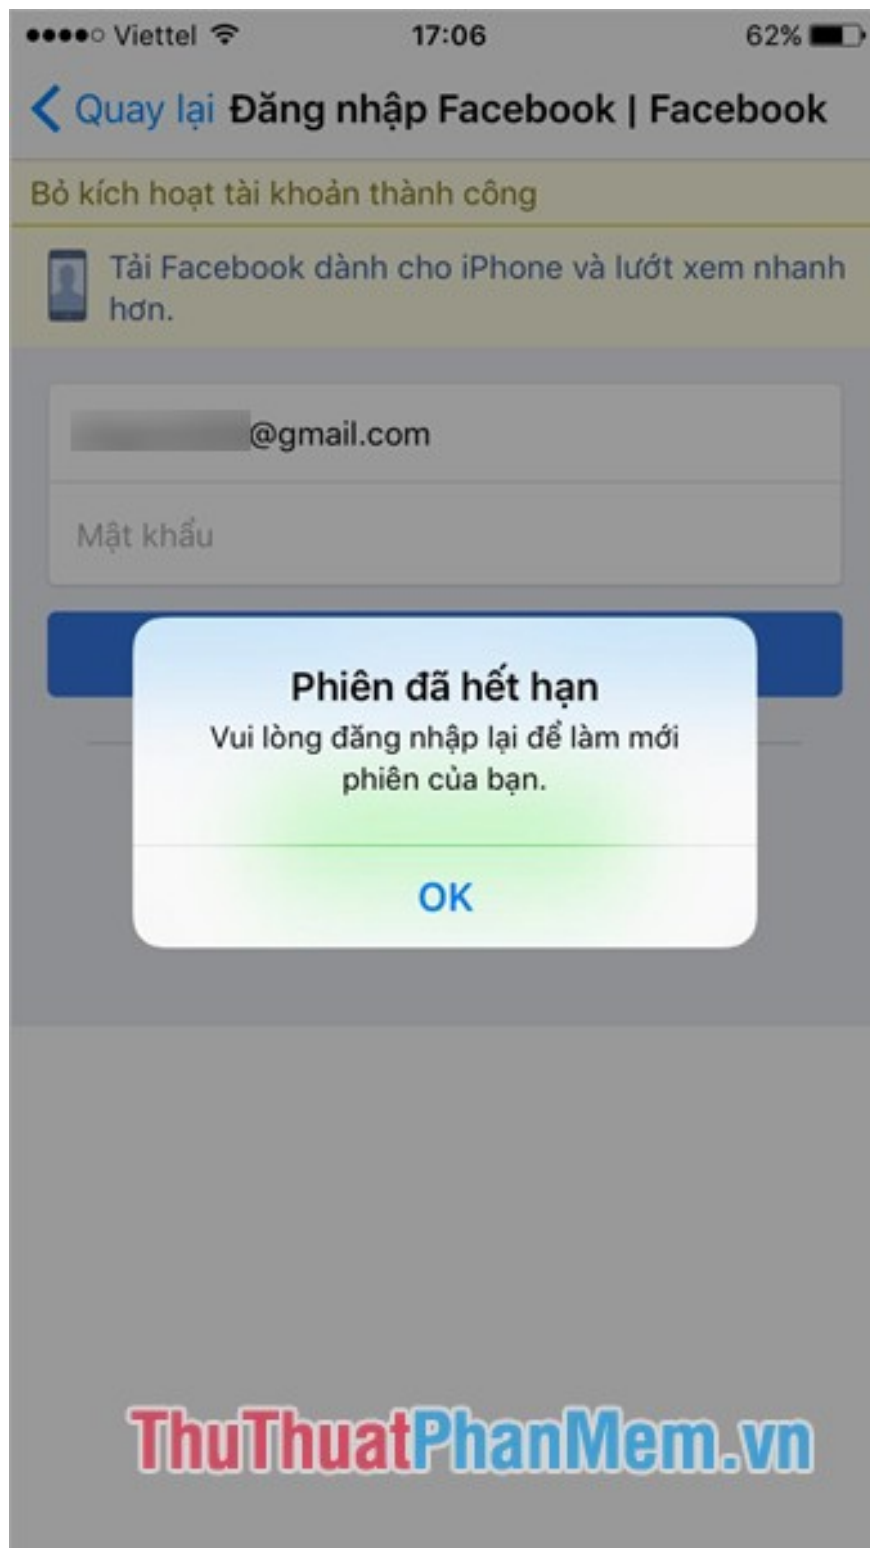 Viettel 17:06 62%
Quay lại Đăng nhập Facebook | Facebook
Bỏ kích hoạt tài khoản thành công
Tải Facebook dành cho iPhone và lướt xem nhanh
hơn.
@gmail.com
Mật khẩu
Phiên đã hết hạn
Vui lòng đăng nhập lại để làm mới
phiên của bạn.
OK
ThuThuatPhanMem.vn